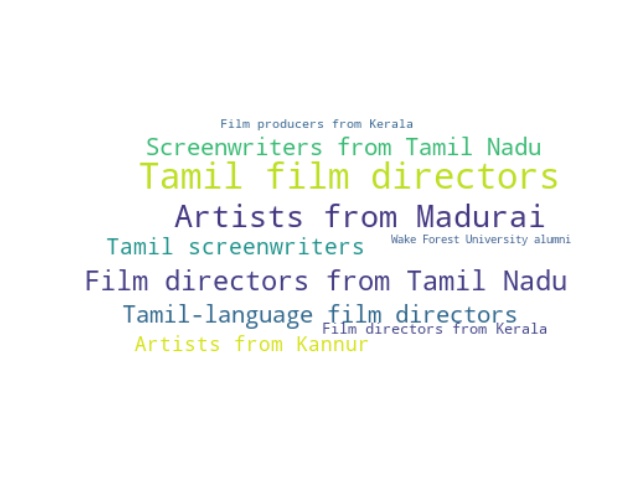 Film producers from Kerala
Screenwriters from Tamil Nadu
Tamil film directors
Artists from Madurai
Wake Forest University alumni
Tamil screenwriters
Film directors from Tamil Nadu
Tamil-language film directors
Film directors from Kerala
Artists from Kannur